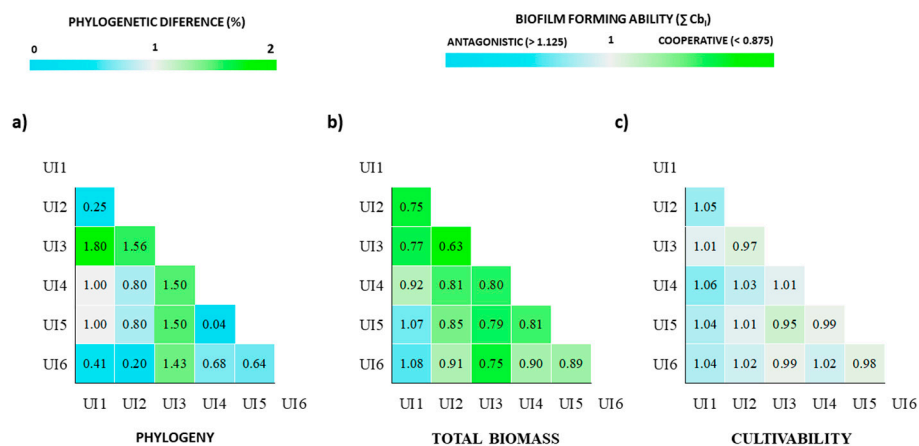 PHYLOGENETIC DIFERENCE (%)
0 1 2
BIOFILM FORMING ABILITY (∑ Cbᵢ)
ANTAGONISTIC (> 1.125) 1 COOPERATIVE (< 0.875)
a)
UI1
UI2 0.25
UI3 1.80 1.56
UI4 1.00 0.80 1.50
UI5 1.00 0.80 1.50 0.04
UI6 0.41 0.20 1.43 0.68 0.64
UI1 UI2 UI3 UI4 UI5 UI6
PHYLOGENY
b)
UI1
UI2 0.75
UI3 0.77 0.63
UI4 0.92 0.81 0.80
UI5 1.07 0.85 0.79 0.81
UI6 1.08 0.91 0.75 0.90 0.89
UI1 UI2 UI3 UI4 UI5 UI6
TOTAL BIOMASS
c)
UI1
UI2 1.05
UI3 1.01 0.97
UI4 1.06 1.03 1.01
UI5 1.04 1.01 0.95 0.99
UI6 1.04 1.02 0.99 1.02 0.98
UI1 UI2 UI3 UI4 UI5 UI6
CULTIVABILITY